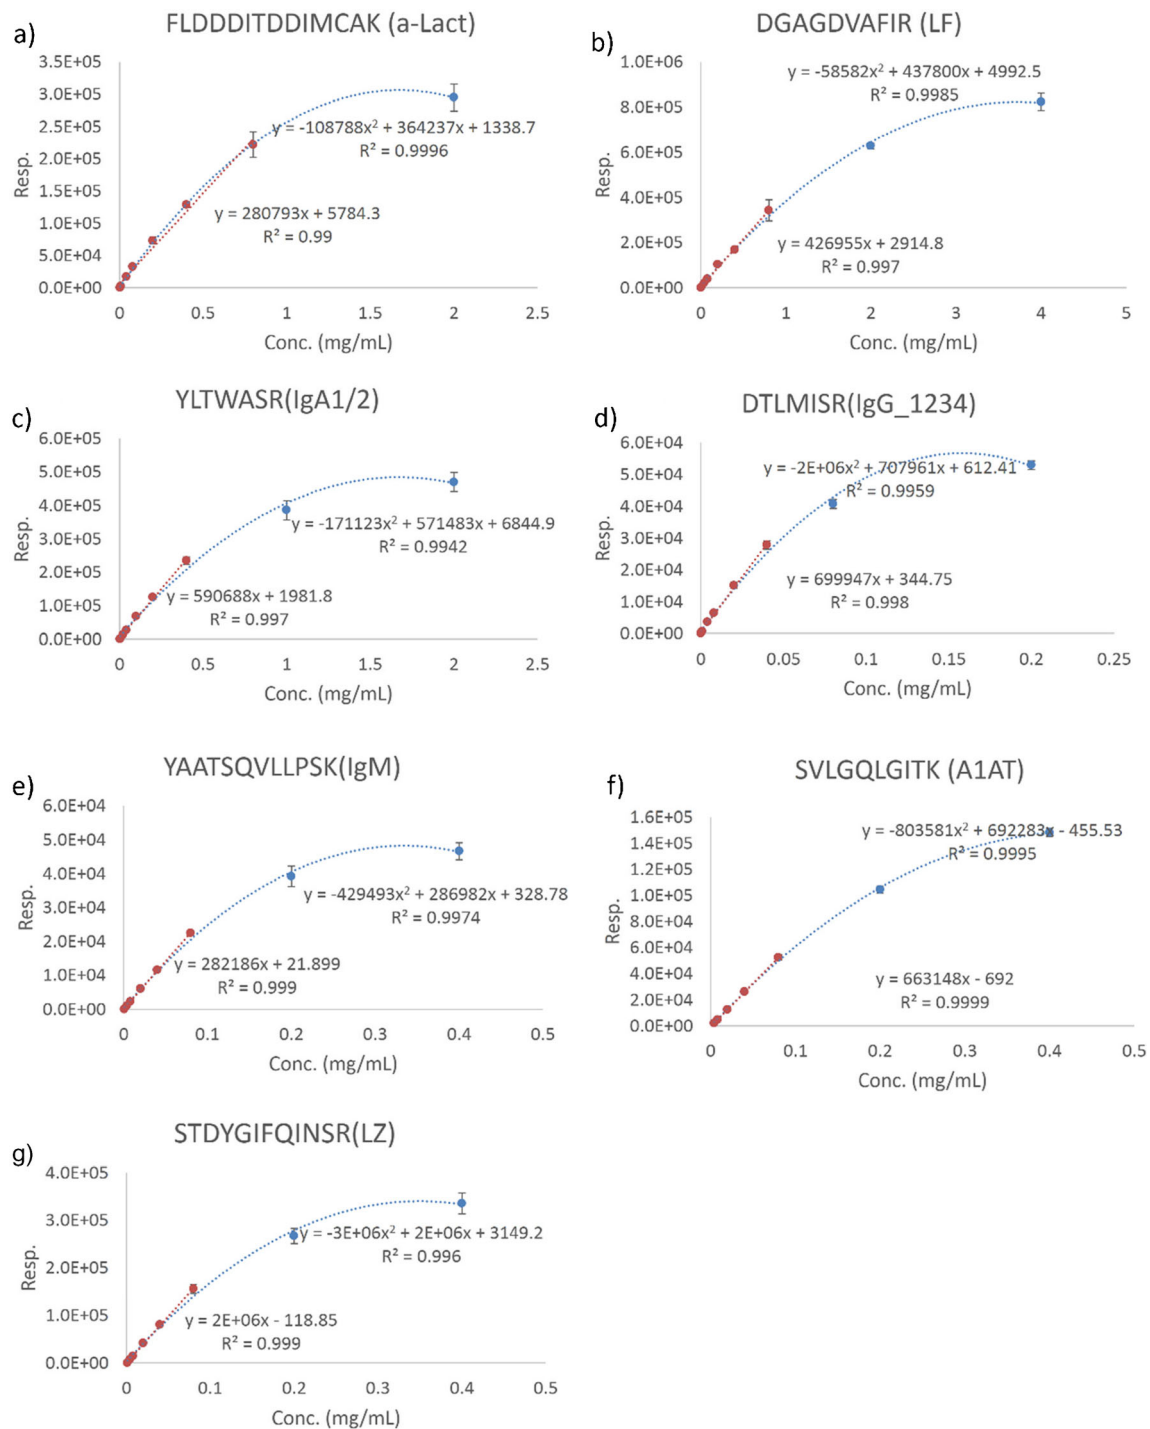 a)
FLDDDITDDIMCAK (a-Lact)
3.5E+05
3.0E+05
2.5E+05
2.0E+05
1.5E+05
1.0E+05
5.0E+04
0.0E+00
Resp.
y = -108788x² + 364237x + 1338.7
R² = 0.9996
y = 280793x + 5784.3
R² = 0.99
0 0.5 1 1.5 2 2.5
Conc. (mg/mL)
b)
DGAGDVAFIR (LF)
1.0E+06
8.0E+05
6.0E+05
4.0E+05
2.0E+05
0.0E+00
Resp.
y = -58582x² + 437800x + 4992.5
R² = 0.9985
y = 426955x + 2914.8
R² = 0.997
0 1 2 3 4 5
Conc. (mg/mL)
c)
YLTWASR(IgA1/2)
6.0E+05
5.0E+05
4.0E+05
3.0E+05
2.0E+05
1.0E+05
0.0E+00
Resp.
y = -171123x² + 571483x + 6844.9
R² = 0.9942
y = 590688x + 1981.8
R² = 0.997
0 0.5 1 1.5 2 2.5
Conc. (mg/mL)
d)
DTLMISR(IgG_1234)
6.0E+04
5.0E+04
4.0E+04
3.0E+04
2.0E+04
1.0E+04
0.0E+00
Resp.
y = -2E+06x² + 707961x + 612.41
R² = 0.9959
y = 699947x + 344.75
R² = 0.998
0 0.05 0.1 0.15 0.2 0.25
Conc. (mg/mL)
e)
YAATSQVLLPSK(IgM)
6.0E+04
5.0E+04
4.0E+04
3.0E+04
2.0E+04
1.0E+04
0.0E+00
Resp.
y = -429493x² + 286982x + 328.78
R² = 0.9974
y = 282186x + 21.899
R² = 0.999
0 0.1 0.2 0.3 0.4 0.5
Conc. (mg/mL)
f)
SVLGQLGITK (A1AT)
1.6E+05
1.4E+05
1.2E+05
1.0E+05
8.0E+04
6.0E+04
4.0E+04
2.0E+04
0.0E+00
Resp.
y = -803581x² + 692283x - 455.53
R² = 0.9995
y = 663148x - 692
R² = 0.9999
0 0.1 0.2 0.3 0.4 0.5
Conc. (mg/mL)
g)
STDYGIFQINSR(LZ)
4.0E+05
3.0E+05
2.0E+05
1.0E+05
0.0E+00
Resp.
y = -3E+06x² + 2E+06x + 3149.2
R² = 0.996
y = 2E+06x - 118.85
R² = 0.999
0 0.1 0.2 0.3 0.4 0.5
Conc. (mg/mL)